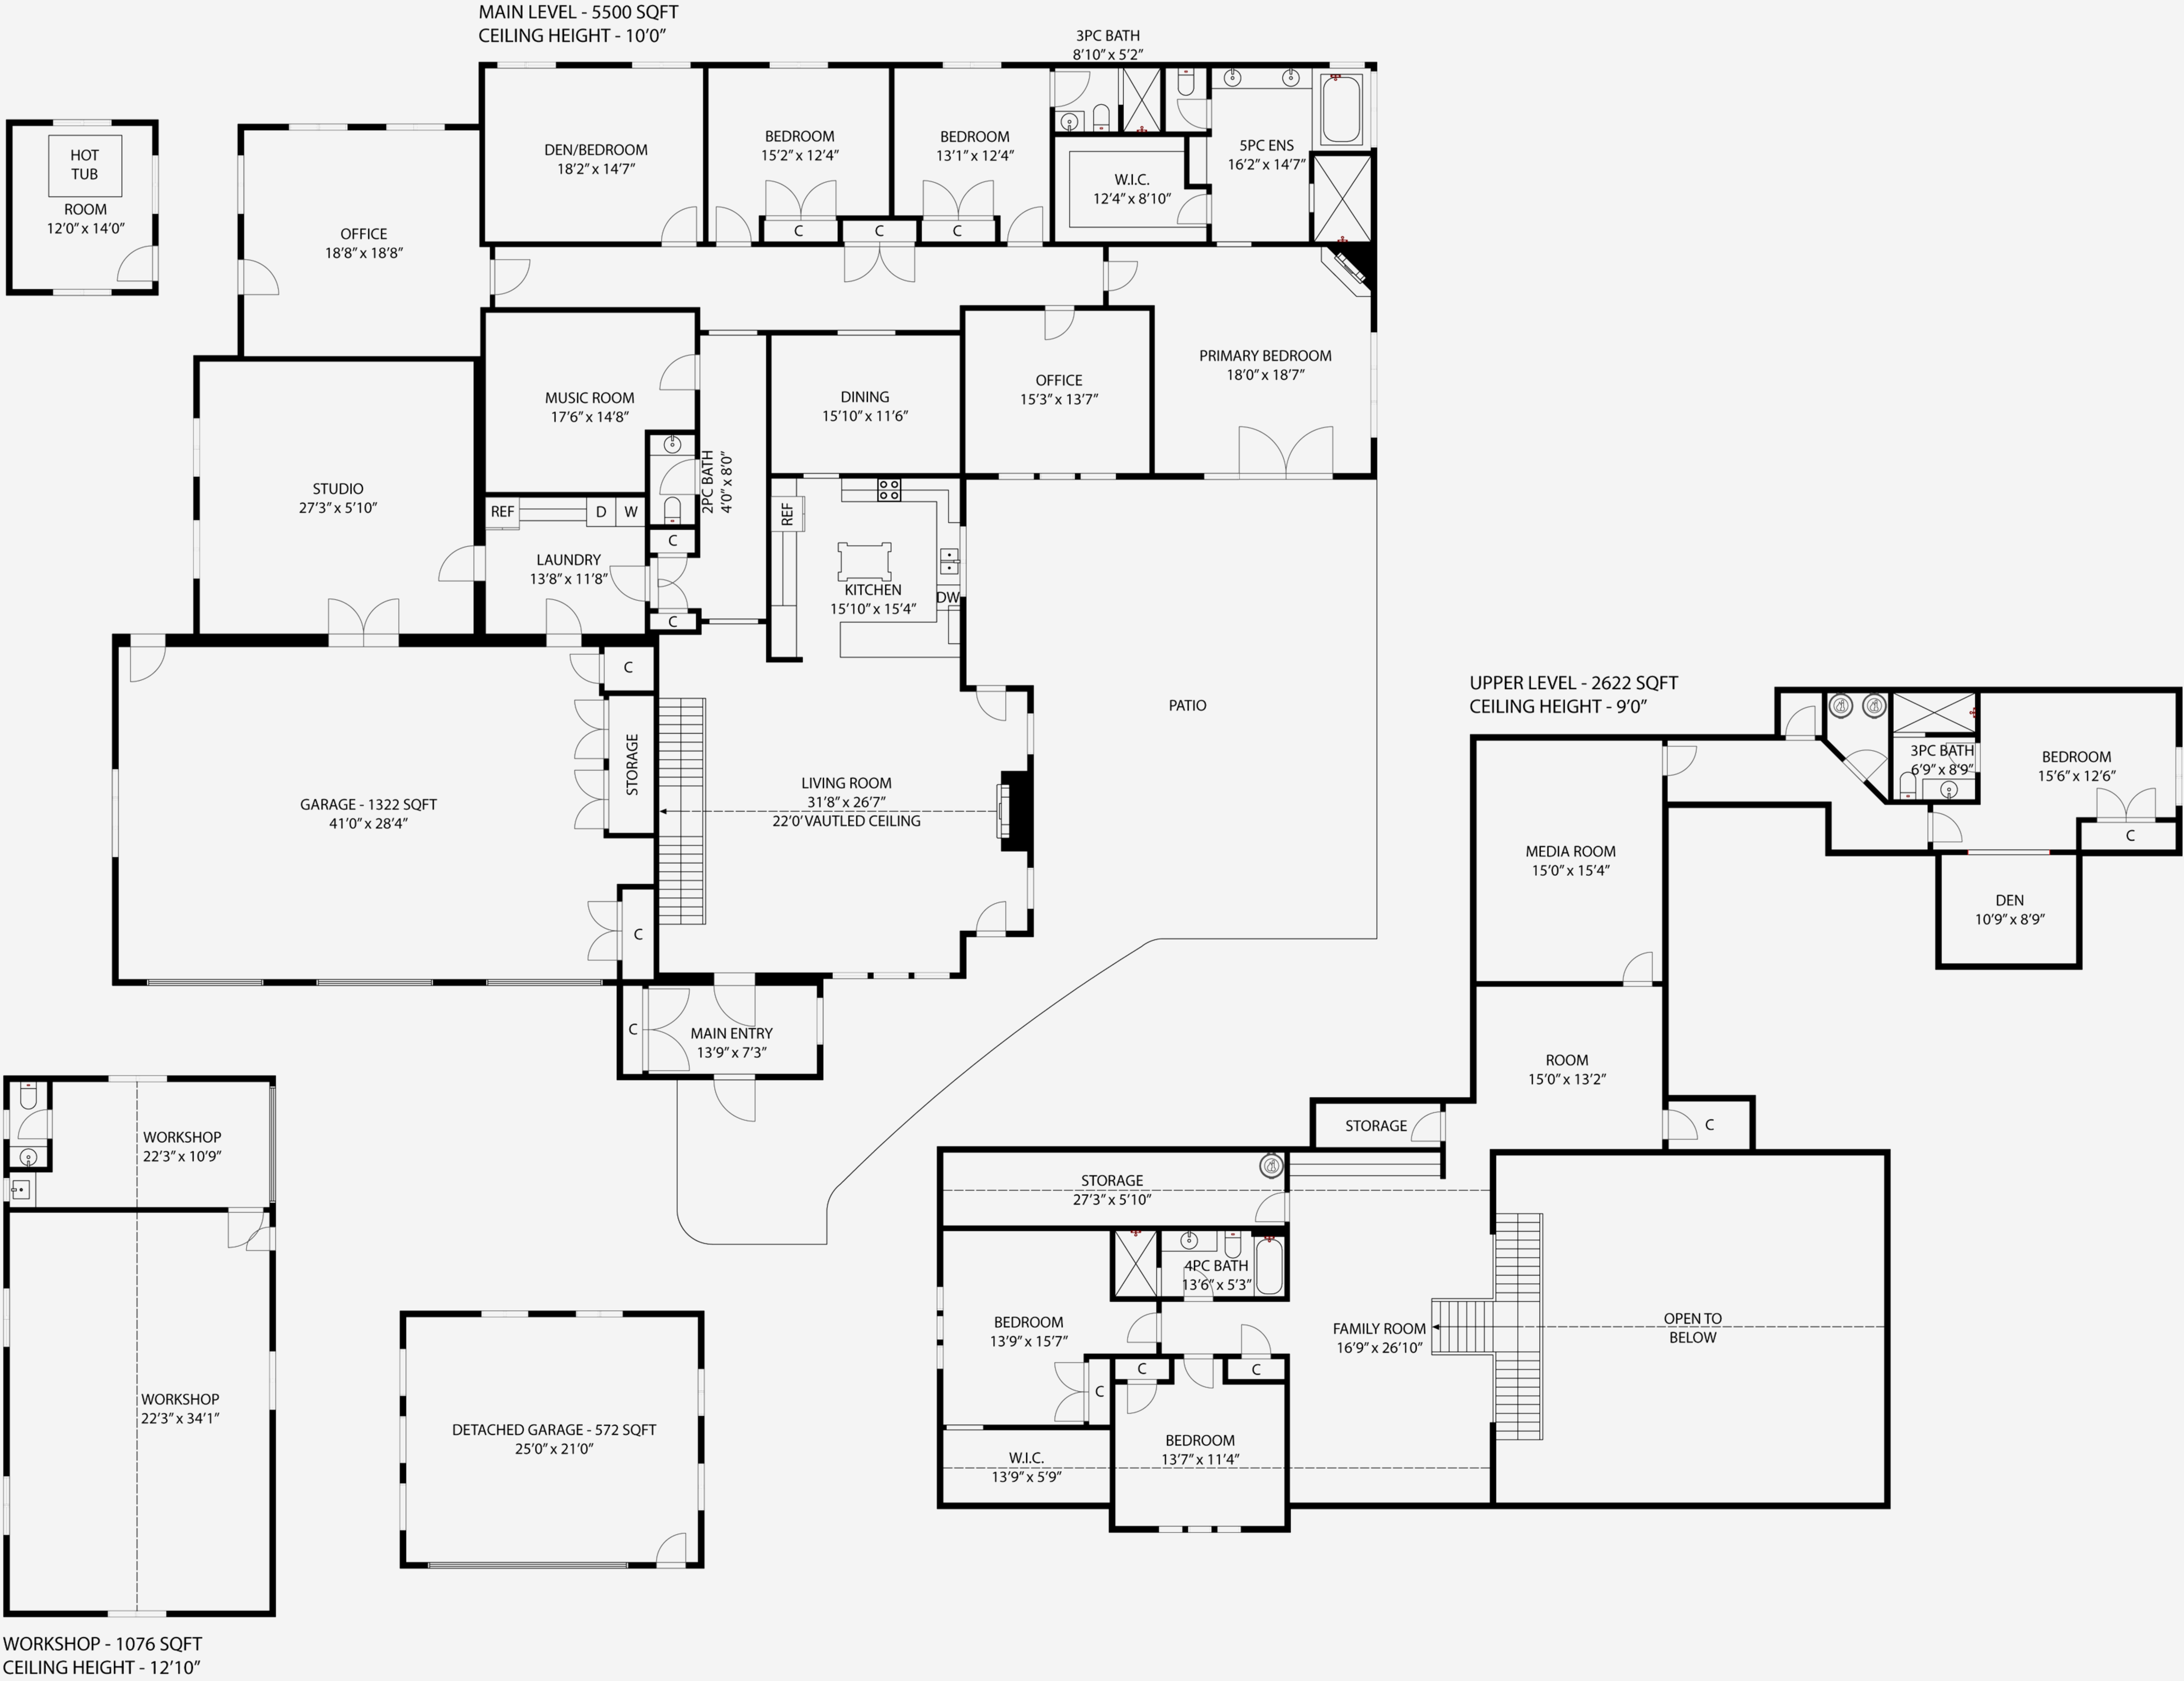 MAIN LEVEL - 5500 SQFT
CEILING HEIGHT - 10'0"
3PC BATH
8'10" x 5'2"
HOT
TUB
ROOM
12'0" x 14'0"
OFFICE
18'8" x 18'8"
DEN/BEDROOM
18'2" x 14'7"
BEDROOM
15'2" x 12'4"
BEDROOM
13'1" x 12'4"
C
C
C
W.I.C.
12'4" x 8'10"
5PC ENS
16'2" x 14'7"
MUSIC ROOM
17'6" x 14'8"
DINING
15'10" x 11'6"
OFFICE
15'3" x 13'7"
PRIMARY BEDROOM
18'0" x 18'7"
STUDIO
27'3" x 5'10"
2PC BATH
4'0" x 8'0"
REF
D
W
C
LAUNDRY
13'8" x 11'8"
C
REF
KITCHEN
15'10" x 15'4"
DW
PATIO
GARAGE - 1322 SQFT
41'0" x 28'4"
C
STORAGE
C
LIVING ROOM
31'8" x 26'7"
22'0' VAUTLED CEILING
C
MAIN ENTRY
13'9" x 7'3"
UPPER LEVEL - 2622 SQFT
CEILING HEIGHT - 9'0"
3PC BATH
6'9" x 8'9"
BEDROOM
15'6" x 12'6"
C
MEDIA ROOM
15'0" x 15'4"
DEN
10'9" x 8'9"
ROOM
15'0" x 13'2"
STORAGE
C
STORAGE
27'3" x 5'10"
4PC BATH
13'6" x 5'3"
BEDROOM
13'9" x 15'7"
C
C
C
FAMILY ROOM
16'9" x 26'10"
OPEN TO
BELOW
BEDROOM
13'7" x 11'4"
W.I.C.
13'9" x 5'9"
WORKSHOP
22'3" x 10'9"
WORKSHOP
22'3" x 34'1"
DETACHED GARAGE - 572 SQFT
25'0" x 21'0"
WORKSHOP - 1076 SQFT
CEILING HEIGHT - 12'10"